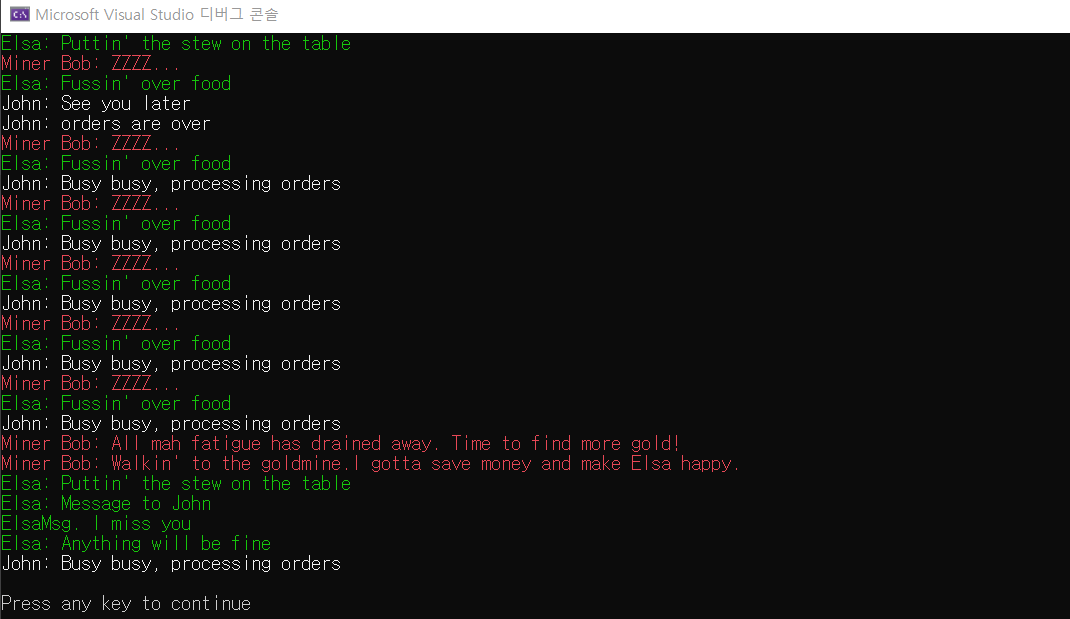 Microsoft Visual Studio 디버그 콘솔
Elsa: Puttin' the stew on the table
Miner Bob: ZZZZ...
Elsa: Fussin' over food
John: See you later
John: orders are over
Miner Bob: ZZZZ...
Elsa: Fussin' over food
John: Busy busy, processing orders
Miner Bob: ZZZZ...
Elsa: Fussin' over food
John: Busy busy, processing orders
Miner Bob: ZZZZ...
Elsa: Fussin' over food
John: Busy busy, processing orders
Miner Bob: ZZZZ...
Elsa: Fussin' over food
John: Busy busy, processing orders
Miner Bob: ZZZZ...
Elsa: Fussin' over food
John: Busy busy, processing orders
Miner Bob: All mah fatigue has drained away. Time to find more gold!
Miner Bob: Walkin' to the goldmine.I gotta save money and make Elsa happy.
Elsa: Puttin' the stew on the table
Elsa: Message to John
ElsaMsg. I miss you
Elsa: Anything will be fine
John: Busy busy, processing orders
Press any key to continue